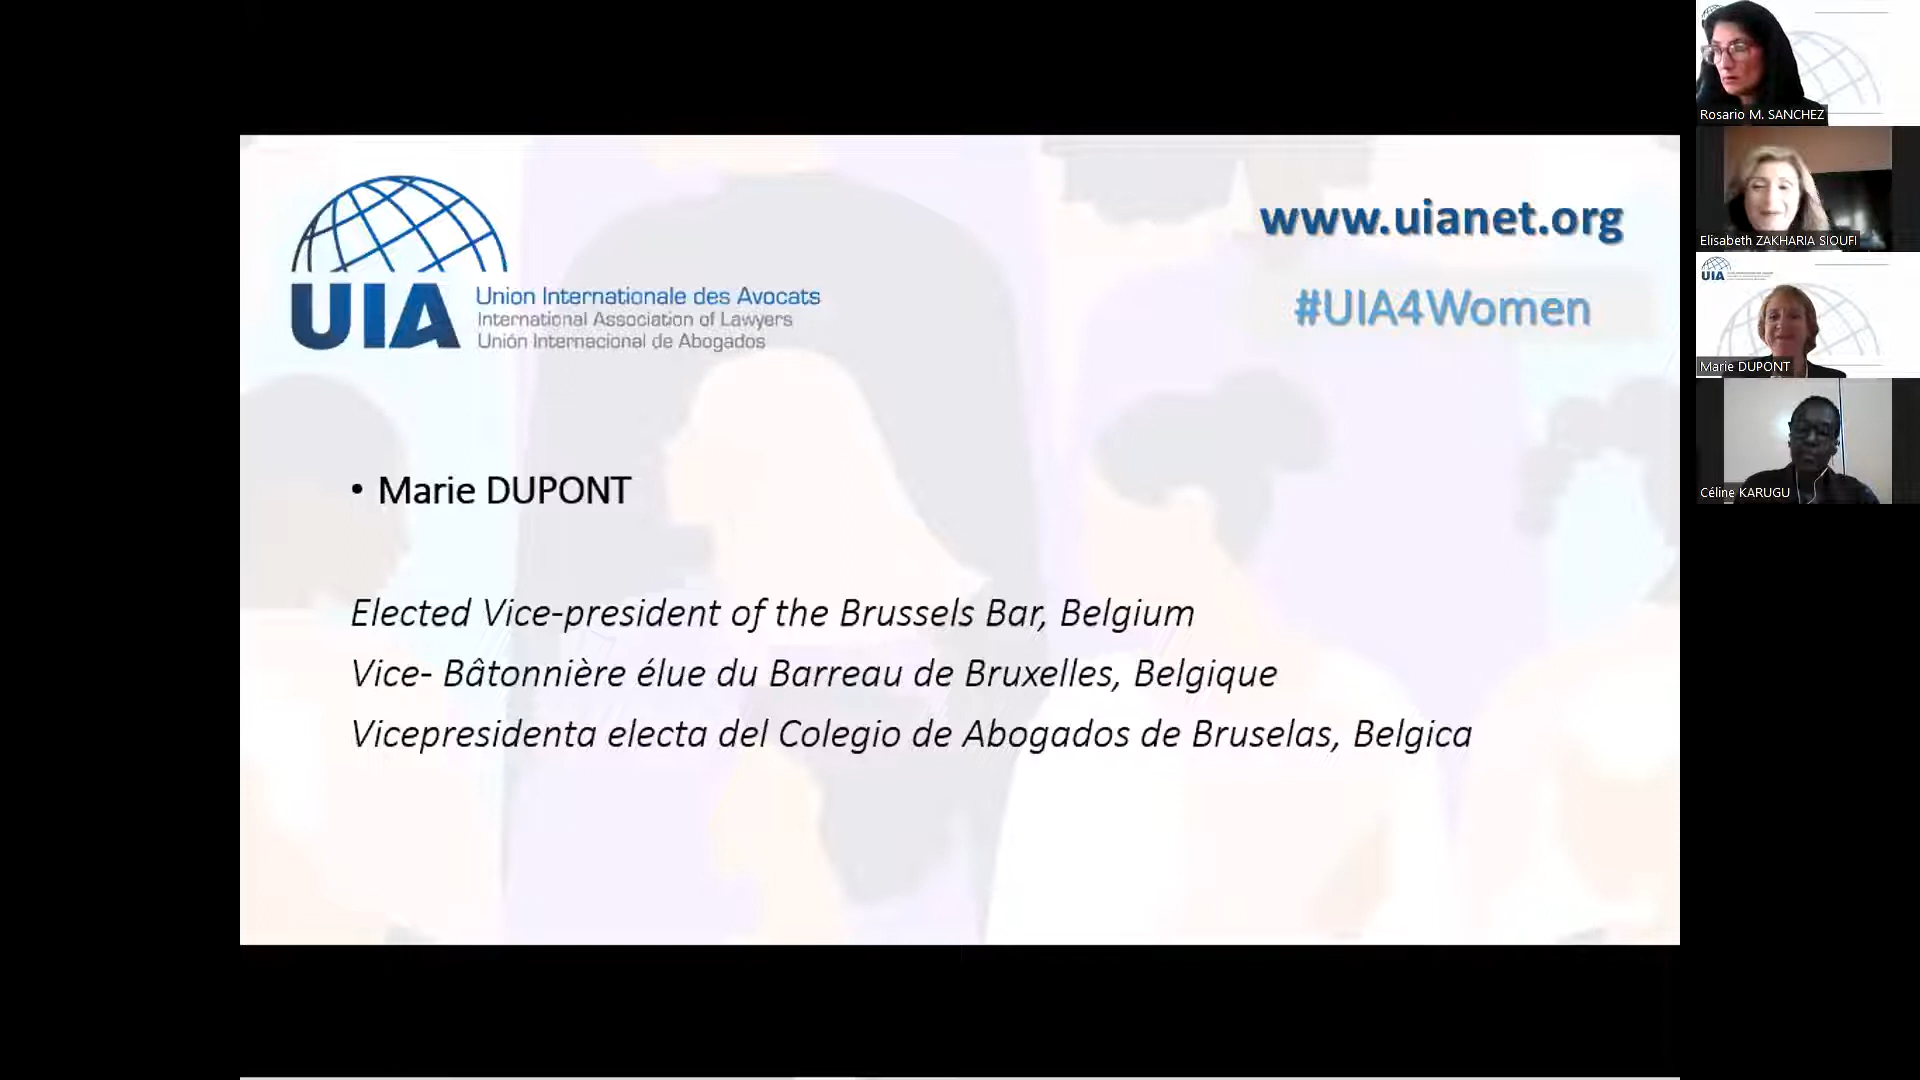 www.uianet.org
#UIA4Women
UIA
Union Internationale des Avocats
International Association of Lawyers
Unión Internacional de Abogados
• Marie DUPONT
Elected Vice-president of the Brussels Bar, Belgium
Vice- Bâtonnière élue du Barreau de Bruxelles, Belgique
Vicepresidenta electa del Colegio de Abogados de Bruselas, Belgica
Rosario M. SANCHEZ
Elisabeth ZAKHARIA SIOUFI
UIA
Marie DUPONT
Céline KARUGU